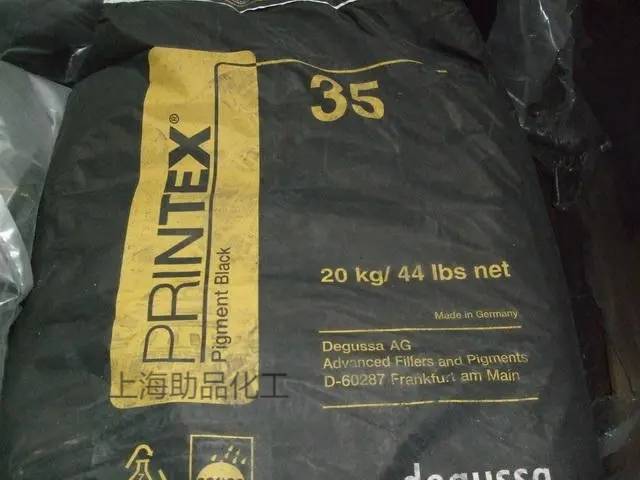 PRINTEX®
Pigment Black
35
20 kg/ 44 lbs net
Made in Germany
Degussa AG
Advanced Fillers and Pigments
D-60287 Frankfurt am Main
degussa
上海助品化工